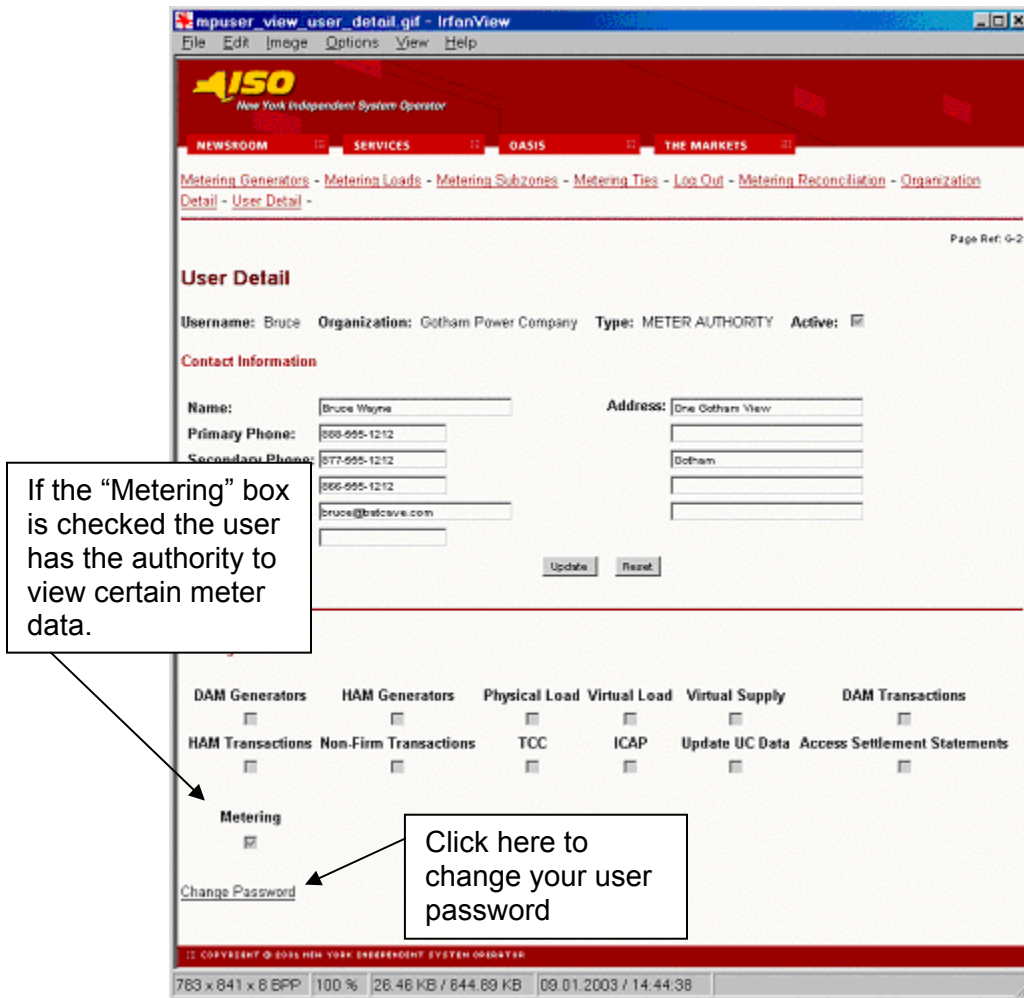 mpuser_view_user_detail.gif - IrfanView
File Edit Image Options View Help
ISO
New York Independent System Operator
NEWSROOM SERVICES OASIS THE MARKETS
Metering Generators - Metering Loads - Metering Subzones - Metering Ties - Log Out - Metering Reconciliation - Organization
Detail - User Detail -
Page Ref: G-2
User Detail
Username: Bruce Organization: Gotham Power Company Type: METER AUTHORITY Active:
Contact Information
Name: Bruce Wayne Address: One Gotham View
Primary Phone: 888-555-1212
Secondary Phone: 877-555-1212 Gotham
866-555-1212
bruce@batcave.com
Update Reset
If the “Metering” box
is checked the user
has the authority to
view certain meter
data.
DAM Generators HAM Generators Physical Load Virtual Load Virtual Supply DAM Transactions
HAM Transactions Non-Firm Transactions TCC ICAP Update UC Data Access Settlement Statements
Metering
Click here to
change your user
password
Change Password
:: COPYRIGHT © 2001 NEW YORK INDEPENDENT SYSTEM OPERATOR
783 x 841 x 8 BPP 100 % 26.46 KB / 644.89 KB 09.01.2003 / 14:44:38